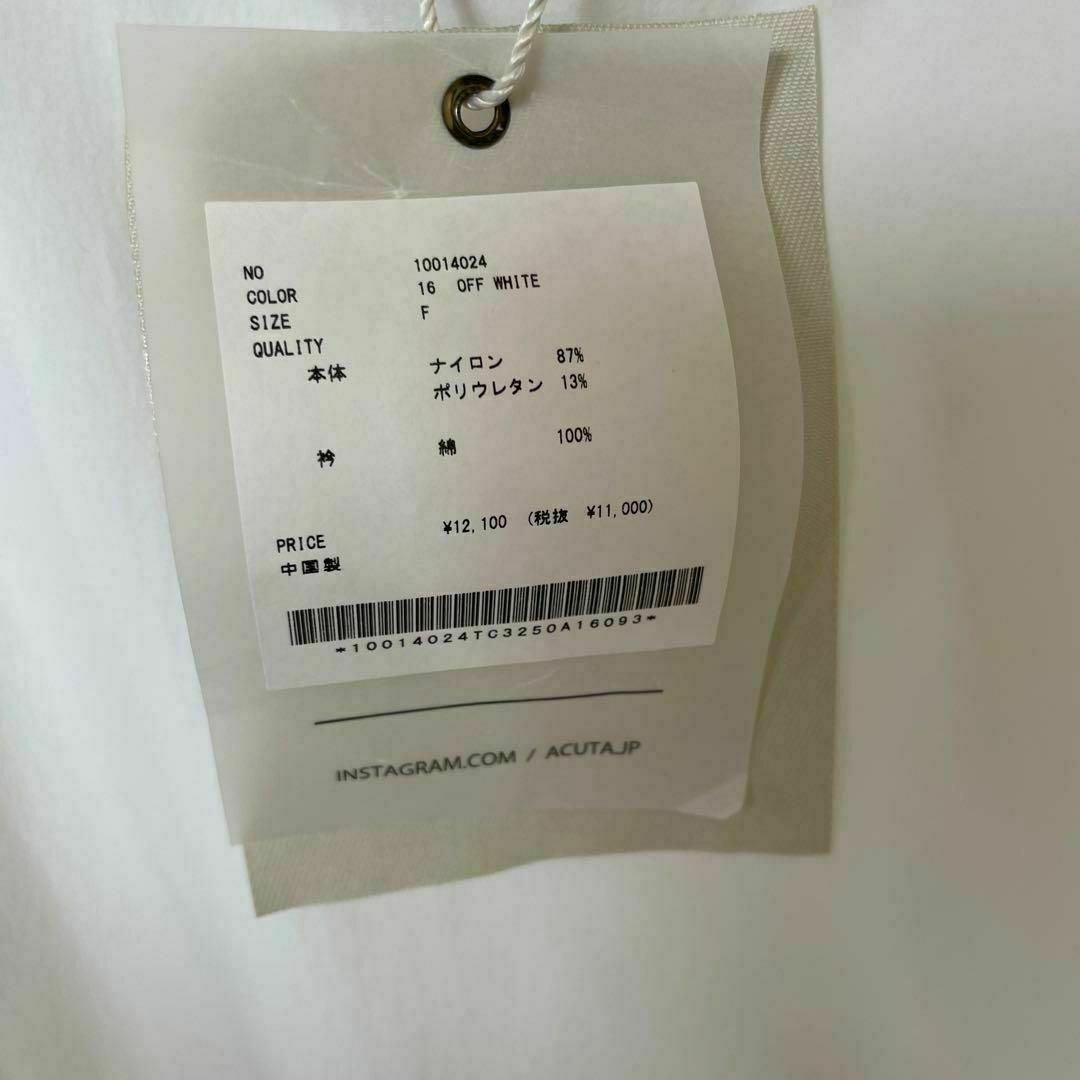 NO 10014024
COLOR 16 OFF WHITE
SIZE F
QUALITY
本体 ナイロン 87%
ポリウレタン 13%
衿 綿 100%
PRICE ¥12,100 (税抜 ¥11,000)
中国製
*10014024TC3250A16093*
INSTAGRAM.COM / ACUTA_JP